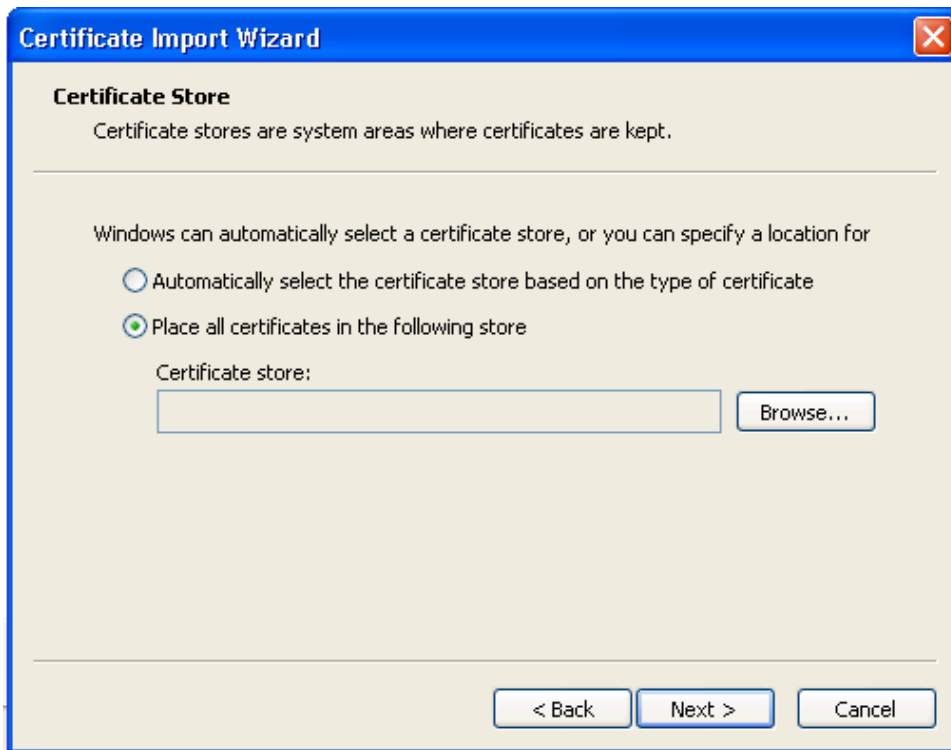 Certificate Import Wizard
Certificate Store
Certificate stores are system areas where certificates are kept.
Windows can automatically select a certificate store, or you can specify a location for
Automatically select the certificate store based on the type of certificate
Place all certificates in the following store
Certificate store:
Browse...
< Back Next > Cancel